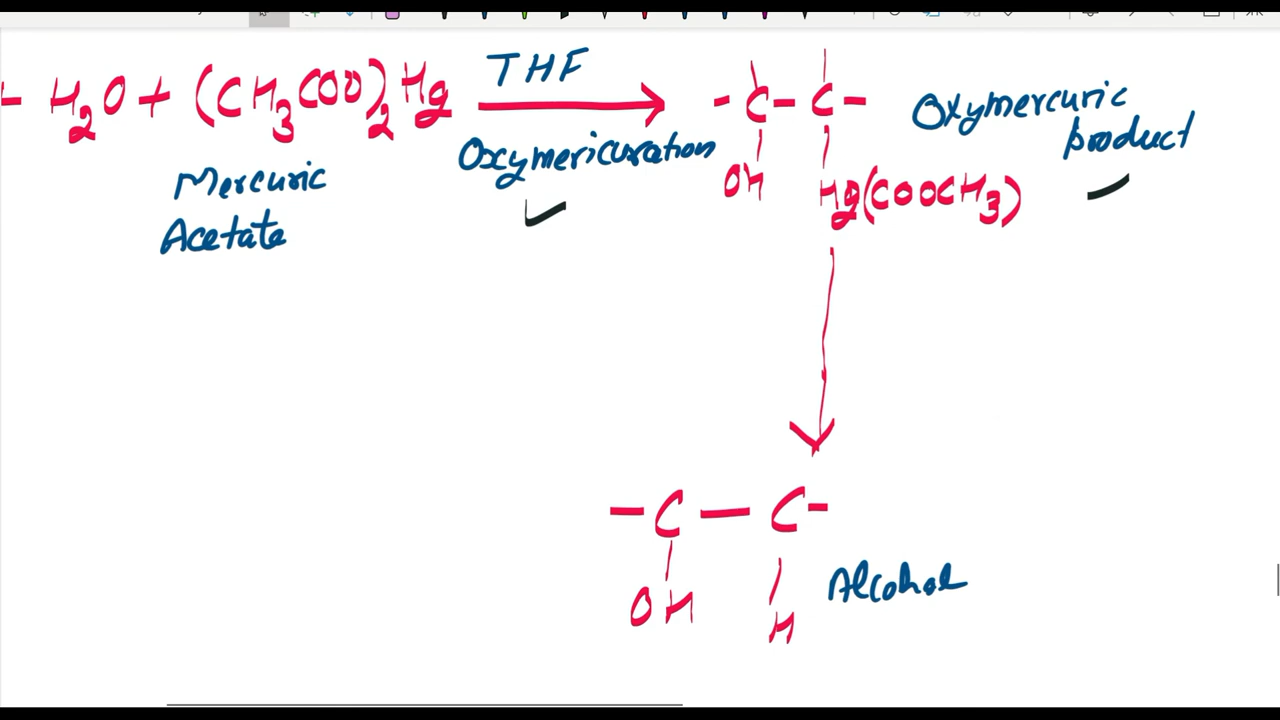 + H₂O + (CH₃COO)₂Hg THF - C - C -
Oxymericuration
OH Hg(COOCH₃)
Oxymercuric
product
Mercuric
Acetate
- C - C -
OH H
Alcohol